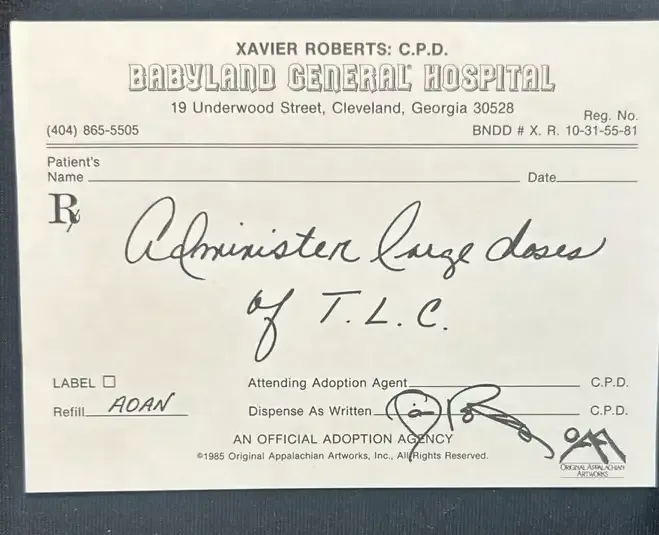 XAVIER ROBERTS: C.P.D.
BABYLAND GENERAL® HOSPITAL
19 Underwood Street, Cleveland, Georgia 30528
Reg. No.
(404) 865-5505 BNDD # X. R. 10-31-55-81
Patient's
Name Date
Rx
Administer large doses
of T.L.C.
LABEL ☐ Attending Adoption Agent C.P.D.
Refill AOAN Dispense As Written C.P.D.
AN OFFICIAL ADOPTION AGENCY
©1985 Original Appalachian Artworks, Inc., All Rights Reserved.
ORIGINAL APPALACHIAN
ARTWORKS